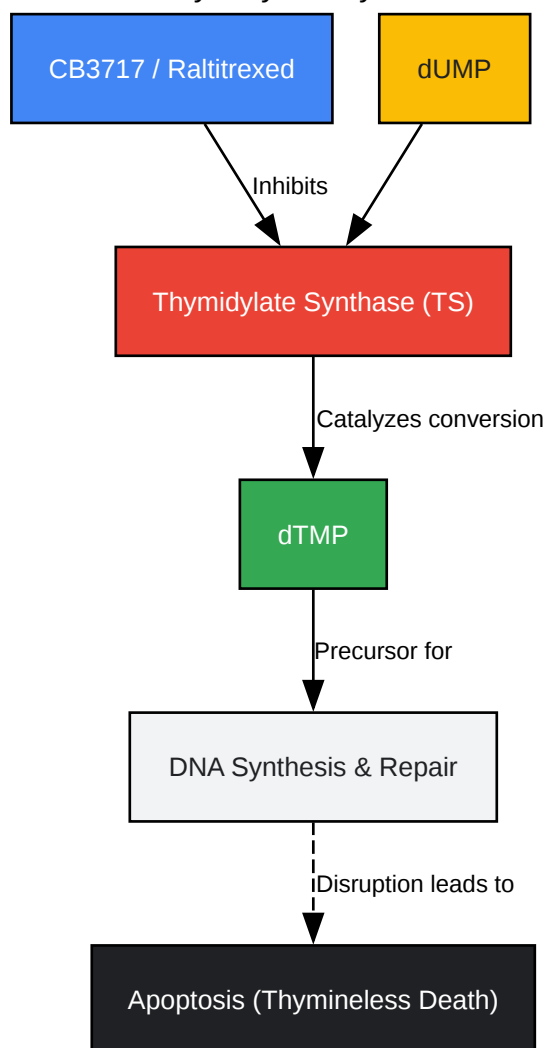 CB3717 / Raltitrexed
dUMP
Inhibits
Thymidylate Synthase (TS)
Catalyzes conversion
dTMP
Precursor for
DNA Synthesis & Repair
Disruption leads to
Apoptosis (Thymineless Death)